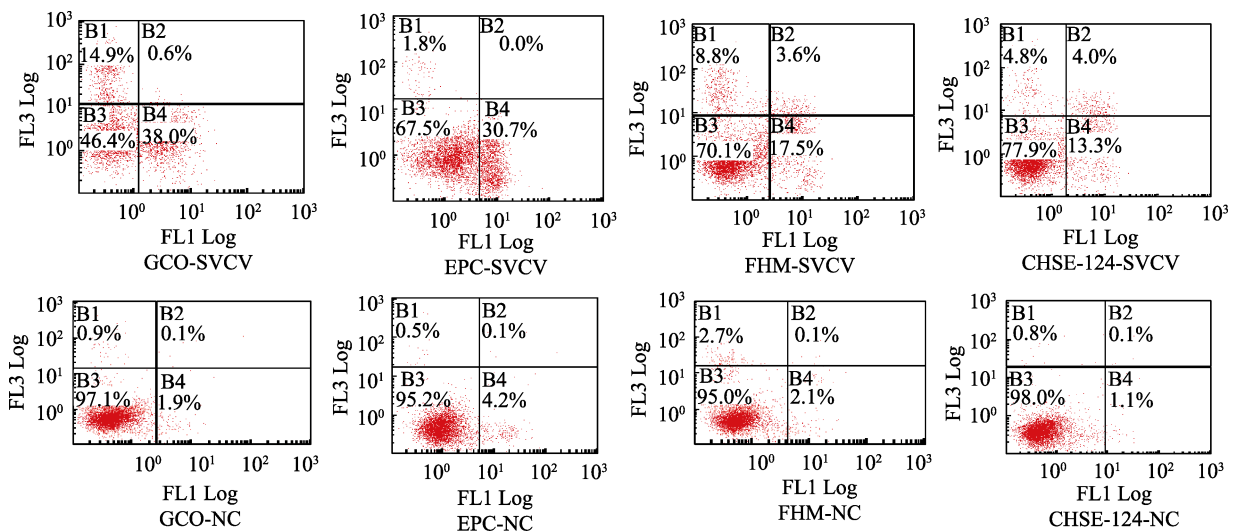 FL3 Log
10³
10²
10¹
10⁰
B1
14.9%
B2
0.6%
B3
46.4%
B4
38.0%
10⁰ 10¹ 10² 10³
FL1 Log
GCO-SVCV
FL3 Log
10³
10²
10¹
10⁰
B1
1.8%
B2
0.0%
B3
67.5%
B4
30.7%
10⁰ 10¹ 10² 10³
FL1 Log
EPC-SVCV
FL3 Log
10³
10²
10¹
10⁰
B1
8.8%
B2
3.6%
B3
70.1%
B4
17.5%
10⁰ 10¹ 10² 10³
FL1 Log
FHM-SVCV
FL3 Log
10³
10²
10¹
10⁰
B1
4.8%
B2
4.0%
B3
77.9%
B4
13.3%
10⁰ 10¹ 10² 10³
FL1 Log
CHSE-124-SVCV
FL3 Log
10³
10²
10¹
10⁰
B1
0.9%
B2
0.1%
B3
97.1%
B4
1.9%
10⁰ 10¹ 10² 10³
FL1 Log
GCO-NC
FL3 Log
10³
10²
10¹
10⁰
B1
0.5%
B2
0.1%
B3
95.2%
B4
4.2%
10⁰ 10¹ 10² 10³
FL1 Log
EPC-NC
FL3 Log
10³
10²
10¹
10⁰
B1
2.7%
B2
0.1%
B3
95.0%
B4
2.1%
10⁰ 10¹ 10² 10³
FL1 Log
FHM-NC
FL3 Log
10³
10²
10¹
10⁰
B1
0.8%
B2
0.1%
B3
98.0%
B4
1.1%
10⁰ 10¹ 10² 10³
FL1 Log
CHSE-124-NC